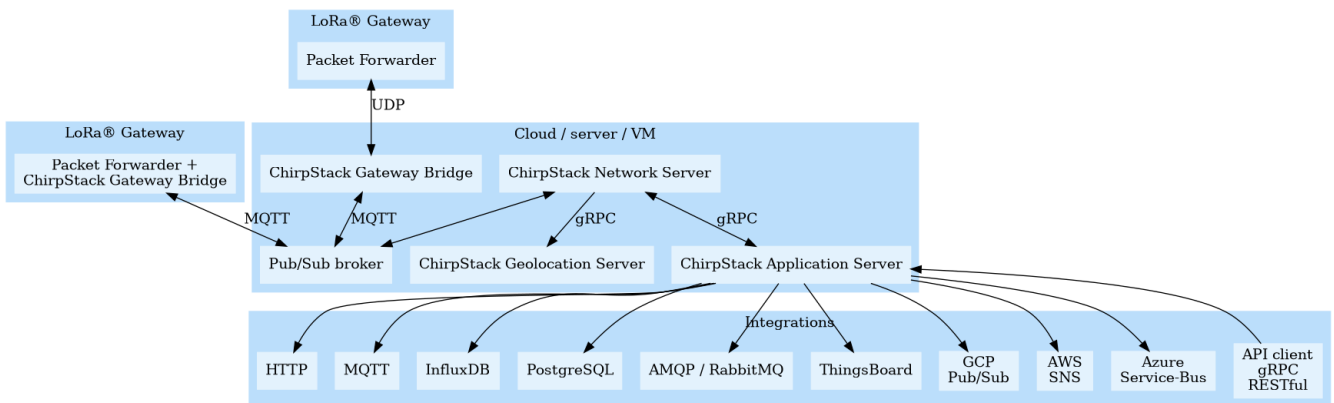 LoRa® Gateway
Packet Forwarder
UDP
LoRa® Gateway
Packet Forwarder +
ChirpStack Gateway Bridge
Cloud / server / VM
ChirpStack Gateway Bridge
ChirpStack Network Server
MQTT
MQTT
gRPC
gRPC
Pub/Sub broker
ChirpStack Geolocation Server
ChirpStack Application Server
Integrations
HTTP
MQTT
InfluxDB
PostgreSQL
AMQP / RabbitMQ
ThingsBoard
GCP
Pub/Sub
AWS
SNS
Azure
Service-Bus
API client
gRPC
RESTful